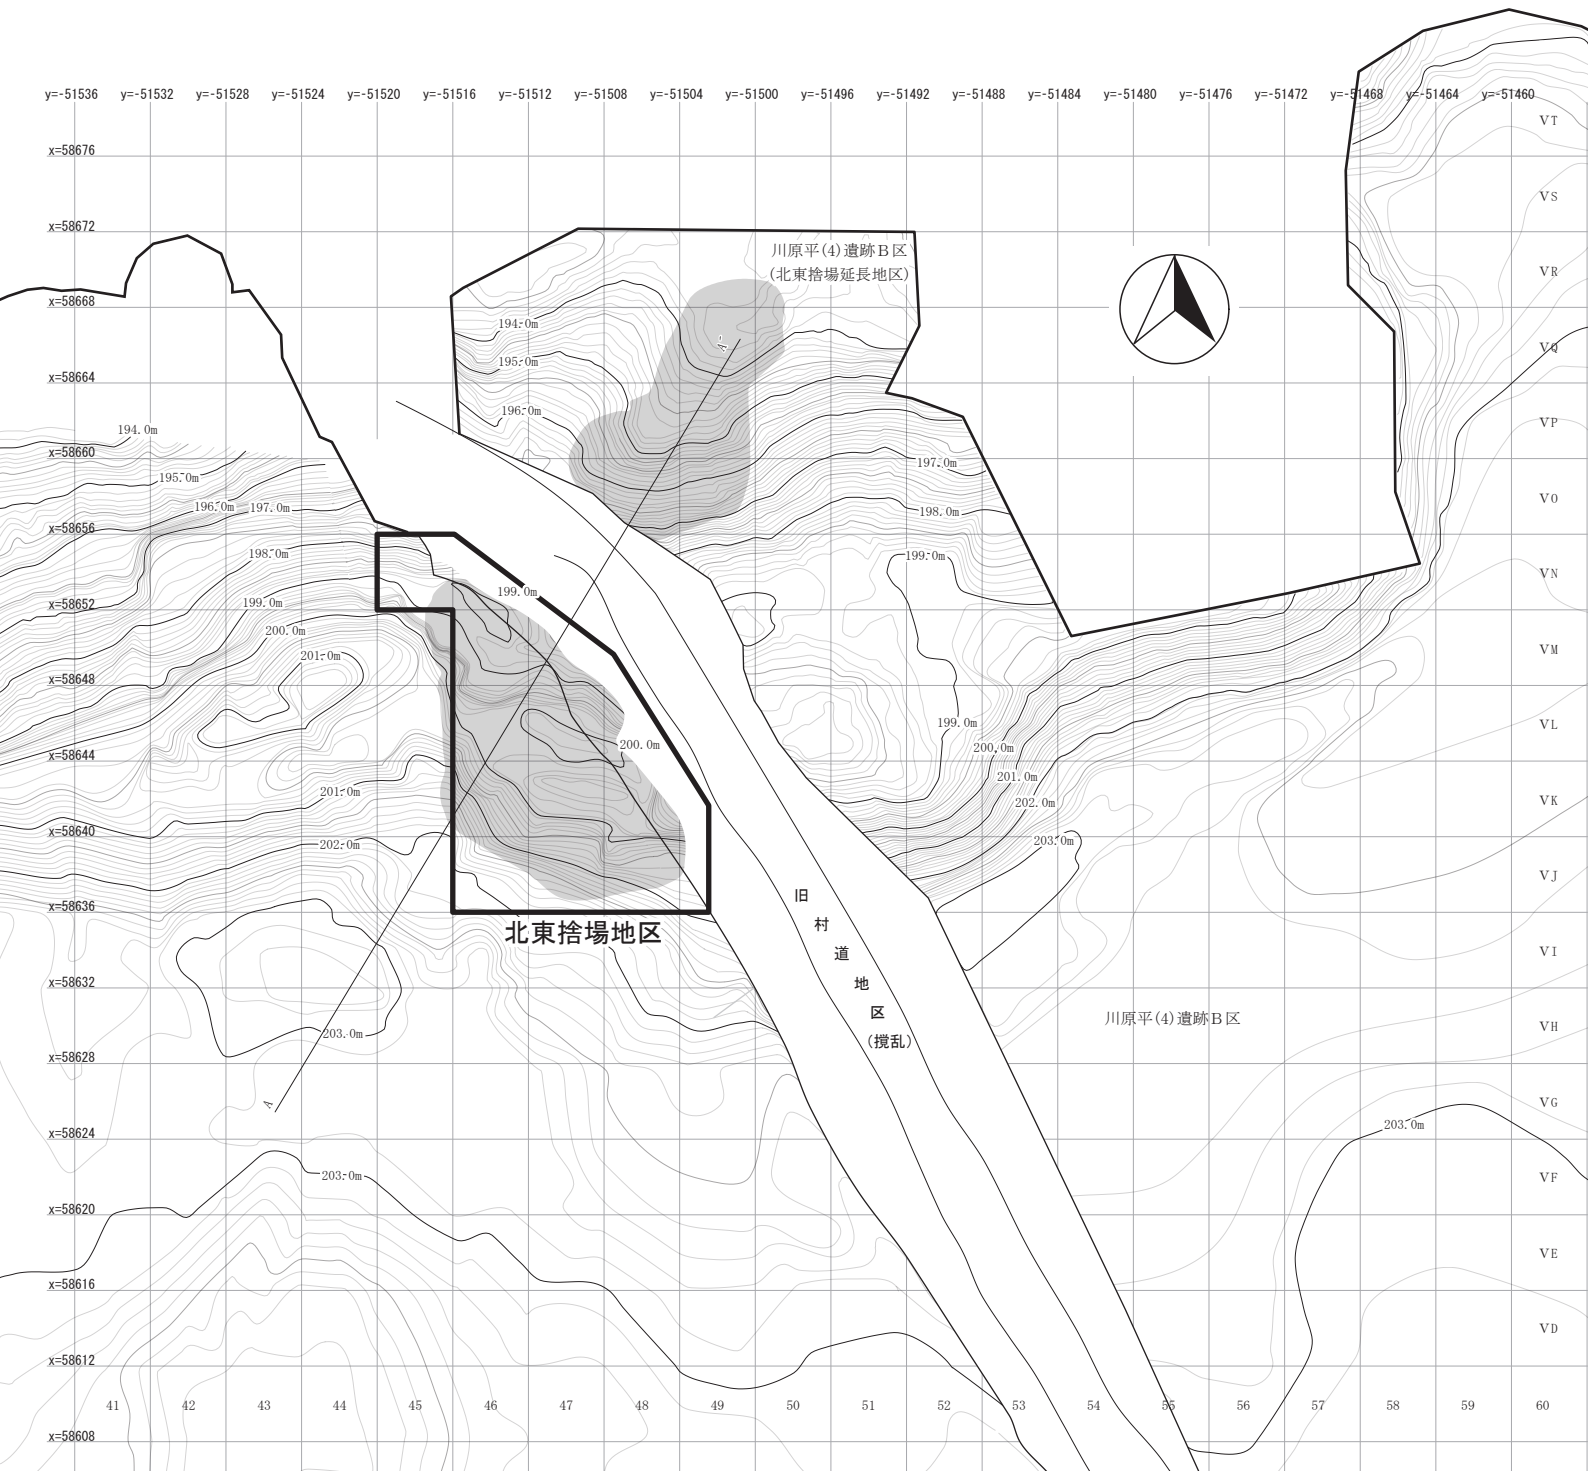 y=-51536 y=-51532 y=-51528 y=-51524 y=-51520 y=-51516 y=-51512 y=-51508 y=-51504 y=-51500 y=-51496 y=-51492 y=-51488 y=-51484 y=-51480 y=-51476 y=-51472 y=-51468 y=-51464 y=-51460
VT
x=58676
VS
x=58672
川原平(4)遺跡B区
(北東捨場延長地区)
VR
x=58668
194.0m
A'
VQ
195.0m
x=58664
196.0m
VP
194.0m
x=58660
197.0m
195.0m
VO
196.0m 197.0m
198.0m
x=58656
198.0m
199.0m
VN
199.0m
199.0m
x=58652
200.0m
VM
201.0m
x=58648
199.0m
VL
200.0m
200.0m
x=58644
201.0m
201.0m
VK
202.0m
x=58640
202.0m
203.0m
VJ
旧村道地区(撹乱)
x=58636
北東捨場地区
VI
x=58632
川原平(4)遺跡B区
203.0m
VH
x=58628
A
VG
203.0m
x=58624
203.0m
VF
x=58620
VE
x=58616
VD
x=58612
41 42 43 44 45 46 47 48 49 50 51 52 53 54 55 56 57 58 59 60
x=58608